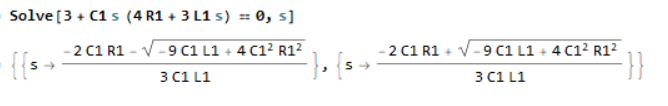 Solve[3 + C1 s (4 R1 + 3 L1 s) == 0, s]
{{s → (-2 C1 R1 - √(-9 C1 L1 + 4 C1² R1²))/(3 C1 L1)}, {s → (-2 C1 R1 + √(-9 C1 L1 + 4 C1² R1²))/(3 C1 L1)}}